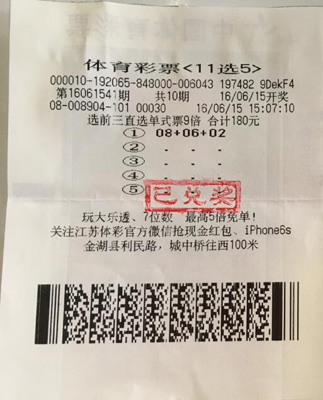 体育彩票<11选5>
000010-192065-848000-006043 197482 9DekF4
第16061541期 共10期 16/06/15开奖
08-008904-101 00030 16/06/15 15:07:10
选前三直选单式票9倍 合计180元
① 08+06+02
② - - -
③ - - -
④ - - -
⑤ - - -
已兑奖
玩大乐透、7位数 最高5倍免单!
关注江苏体彩官方微信抢现金红包、iPhone6s
金湖县利民路,城中桥往西100米